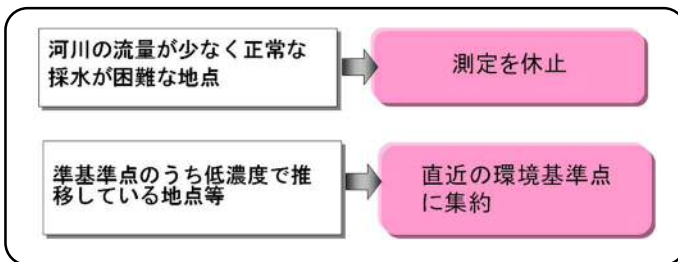 河川の流量が少なく正常な
採水が困難な地点
測定を休止
準基準点のうち低濃度で推
移している地点等
直近の環境基準点
に集約